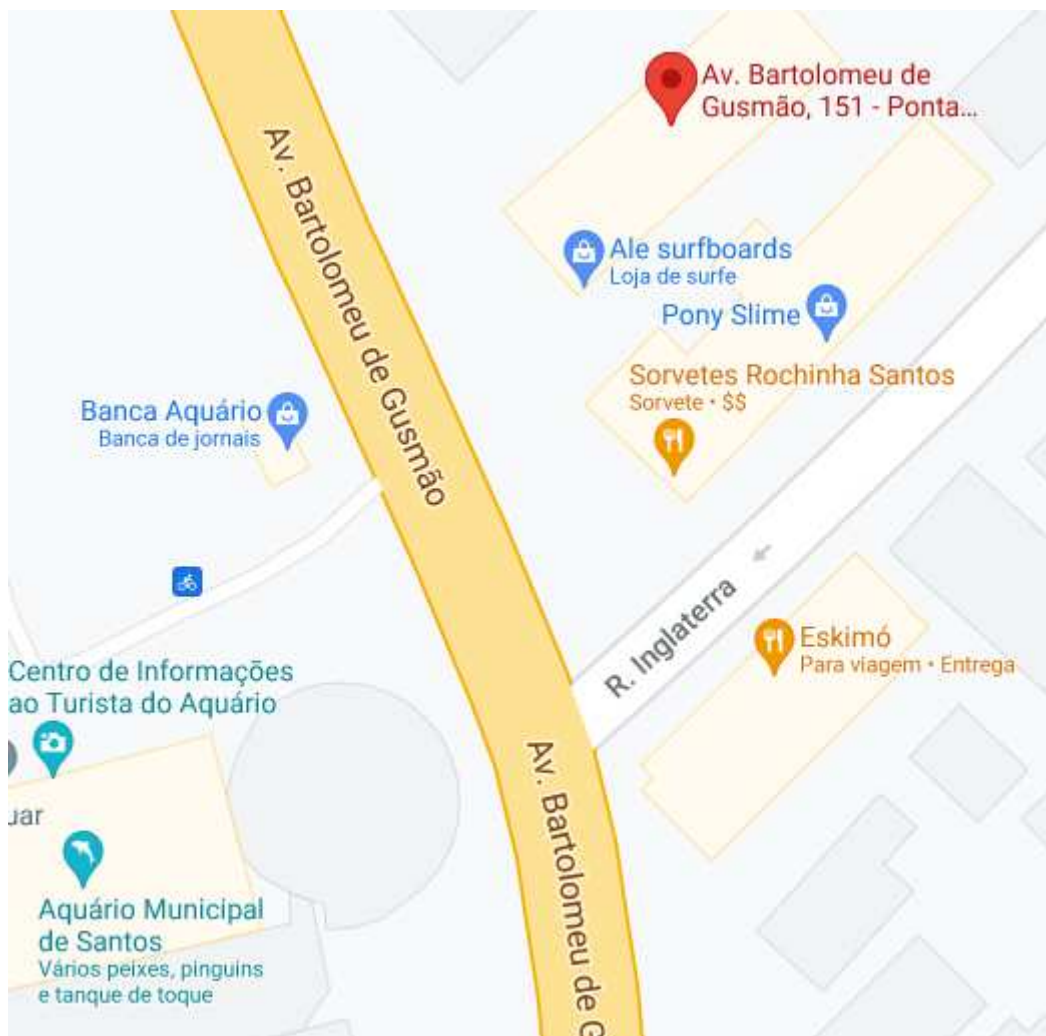 Av. Bartolomeu de
Gusmão, 151 - Ponta...
Av. Bartolomeu de Gusmão
Ale surfboards
Loja de surfe
Pony Slime
Sorvetes Rochinha Santos
Sorvete • $$
Banca Aquário
Banca de jornais
R. Inglaterra
Eskimó
Para viagem • Entrega
Centro de Informações
ao Turista do Aquário
uar
Av. Bartolomeu de G
Aquário Municipal
de Santos
Vários peixes, pinguins
e tanque de toque